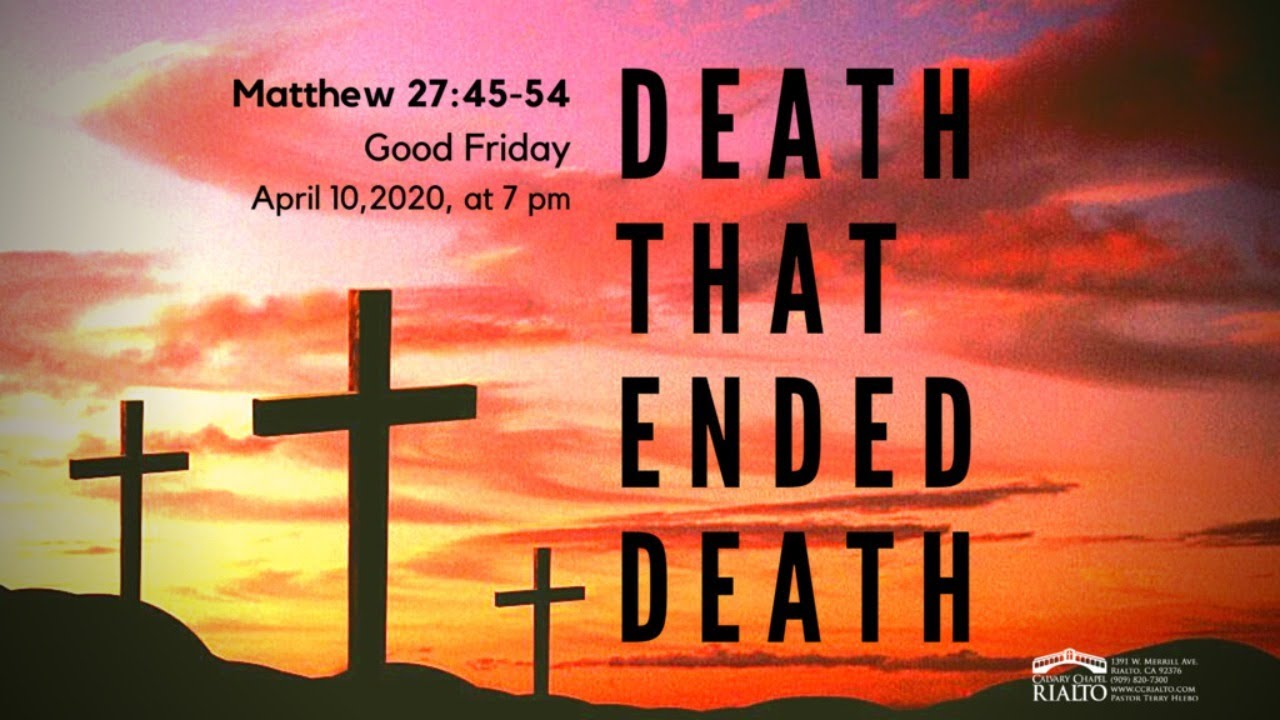 Matthew 27:45-54
Good Friday
April 10,2020, at 7 pm
DEATH
THAT
ENDED
DEATH
CALVARY CHAPEL
RIALTO
1391 W. MERRILL AVE.
RIALTO, CA 92376
(909) 820-7300
WWW.CCRIALTO.COM
PASTOR TERRY HLEBO